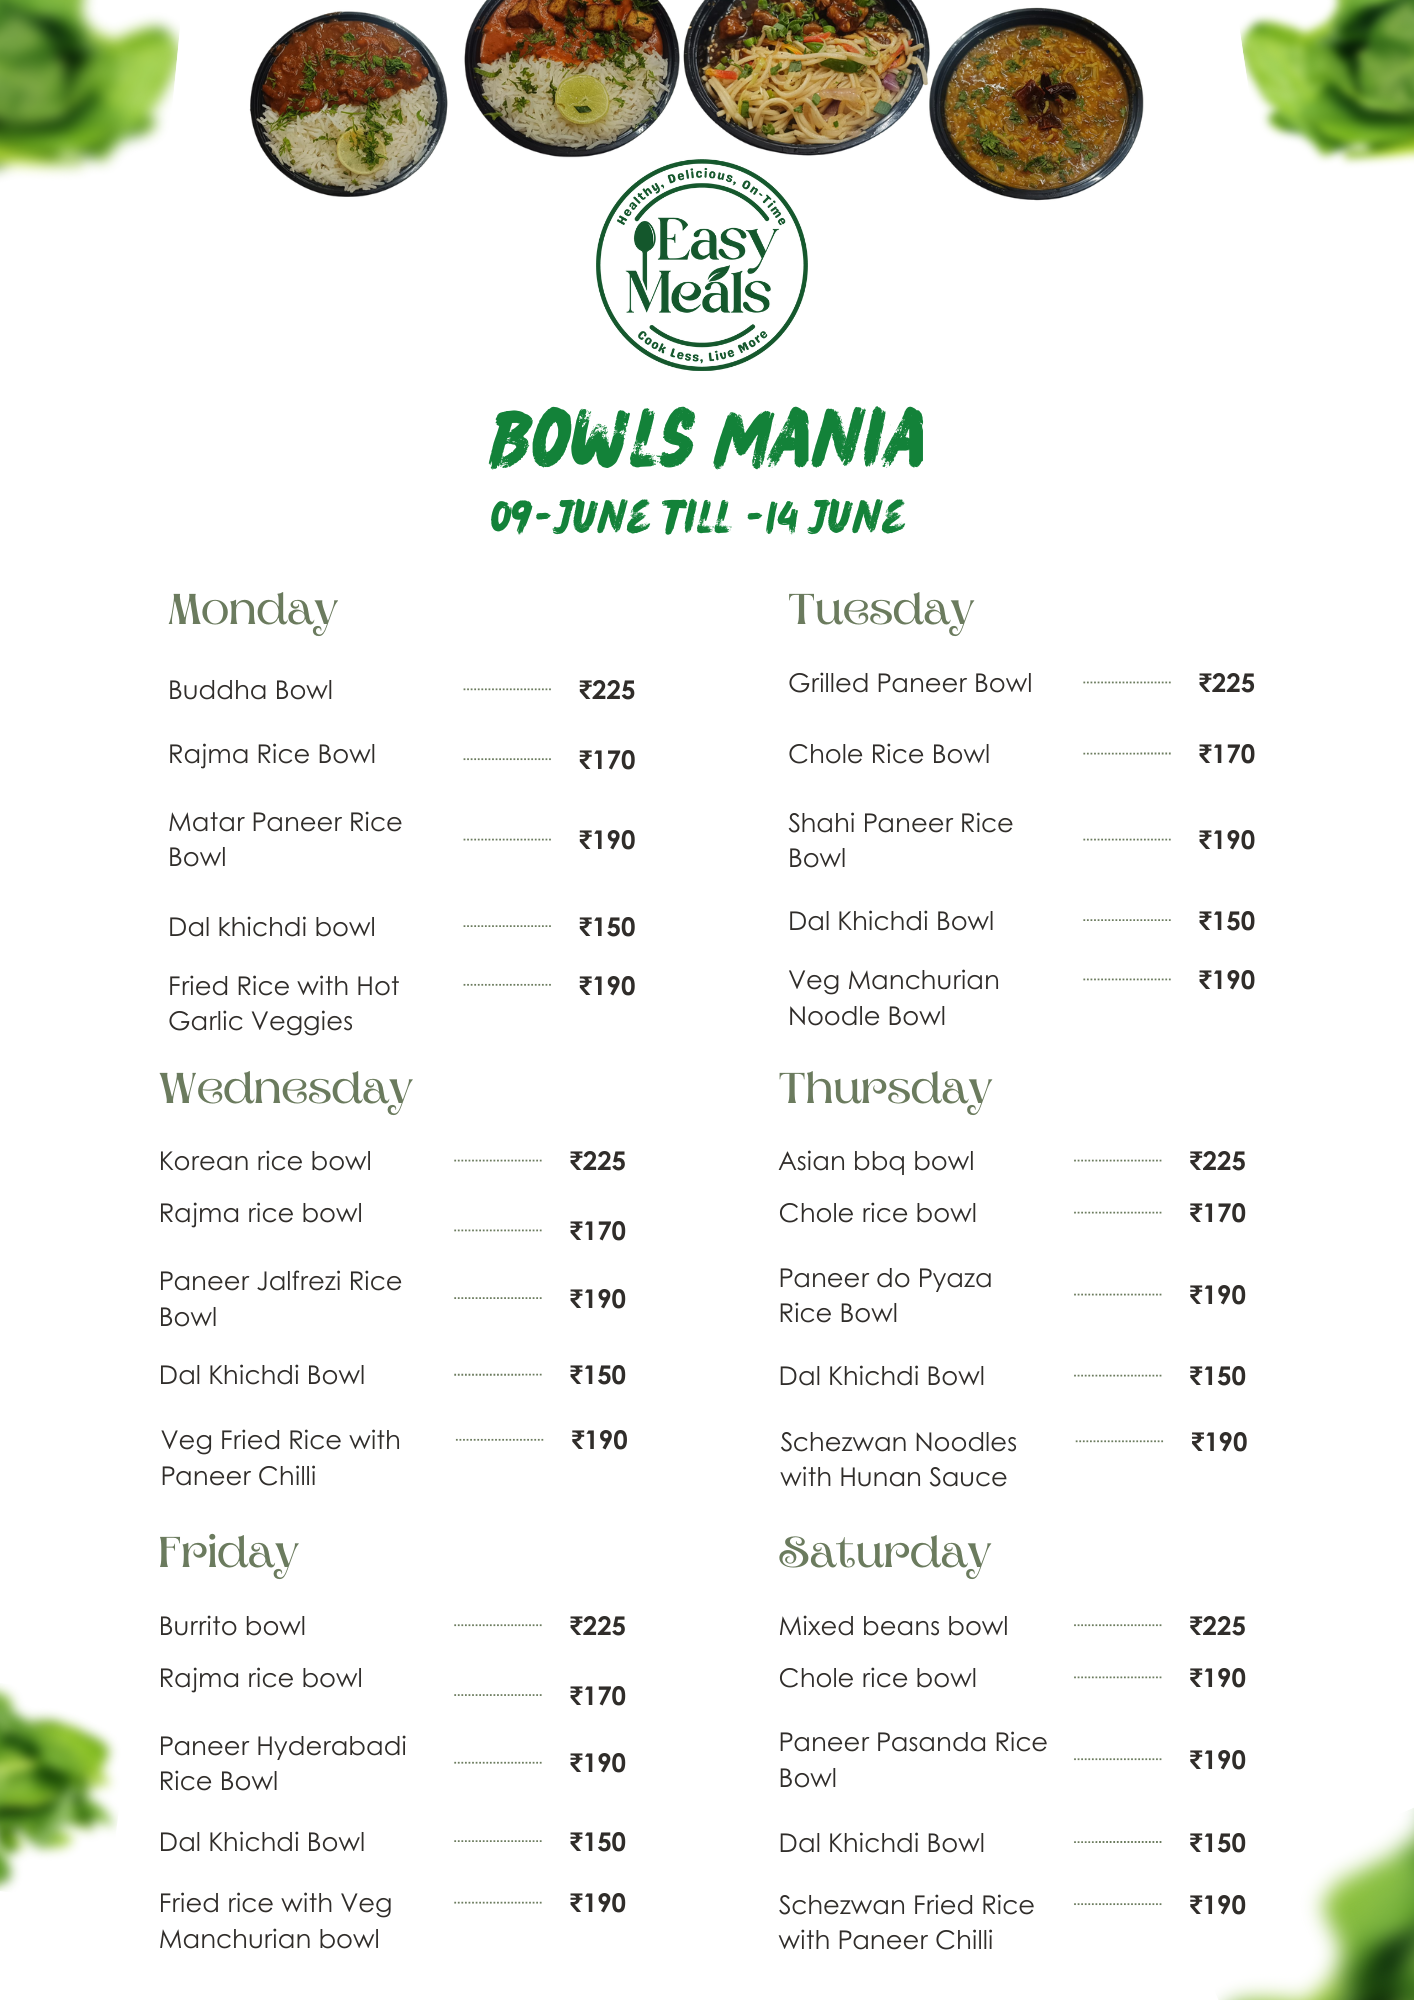 Healthy, Delicious, On-Time
Easy
Meals
Cook Less, Live More
BOWLS MANIA
09-JUNE TILL -14 JUNE
Monday
Buddha Bowl ₹225
Rajma Rice Bowl ₹170
Matar Paneer Rice
Bowl ₹190
Dal khichdi bowl ₹150
Fried Rice with Hot ₹190
Garlic Veggies
Tuesday
Grilled Paneer Bowl ₹225
Chole Rice Bowl ₹170
Shahi Paneer Rice
Bowl ₹190
Dal Khichdi Bowl ₹150
Veg Manchurian ₹190
Noodle Bowl
Wednesday
Korean rice bowl ₹225
Rajma rice bowl ₹170
Paneer Jalfrezi Rice
Bowl ₹190
Dal Khichdi Bowl ₹150
Veg Fried Rice with ₹190
Paneer Chilli
Thursday
Asian bbq bowl ₹225
Chole rice bowl ₹170
Paneer do Pyaza
Rice Bowl ₹190
Dal Khichdi Bowl ₹150
Schezwan Noodles ₹190
with Hunan Sauce
Friday
Burrito bowl ₹225
Rajma rice bowl ₹170
Paneer Hyderabadi
Rice Bowl ₹190
Dal Khichdi Bowl ₹150
Fried rice with Veg ₹190
Manchurian bowl
Saturday
Mixed beans bowl ₹225
Chole rice bowl ₹190
Paneer Pasanda Rice
Bowl ₹190
Dal Khichdi Bowl ₹150
Schezwan Fried Rice ₹190
with Paneer Chilli